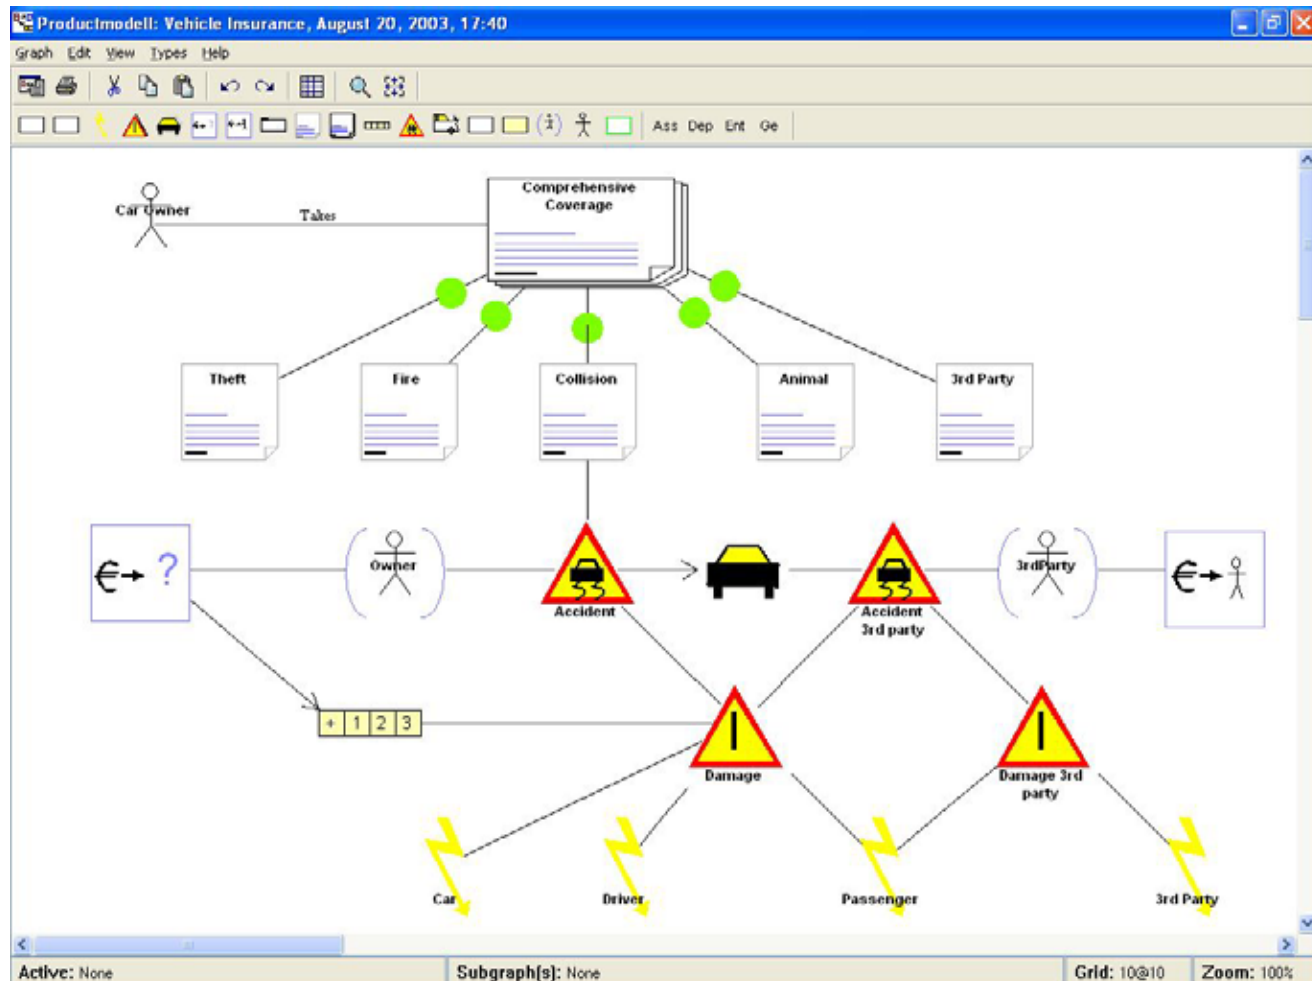 Productmodell: Vehicle Insurance, August 20, 2003, 17:40
Graph Edit View Types Help
Ass Dep Ent Ge
Comprehensive
Coverage
Car Owner
Takes
Theft
Fire
Collision
Animal
3rd Party
€ ?
Owner
3rdParty
€
Accident
Accident
3rd party
+ 1 2 3
Damage
Damage 3rd
party
Car
Driver
Passenger
3rd Party
Active: None
Subgraph(s): None
Grid: 10@10
Zoom: 100%